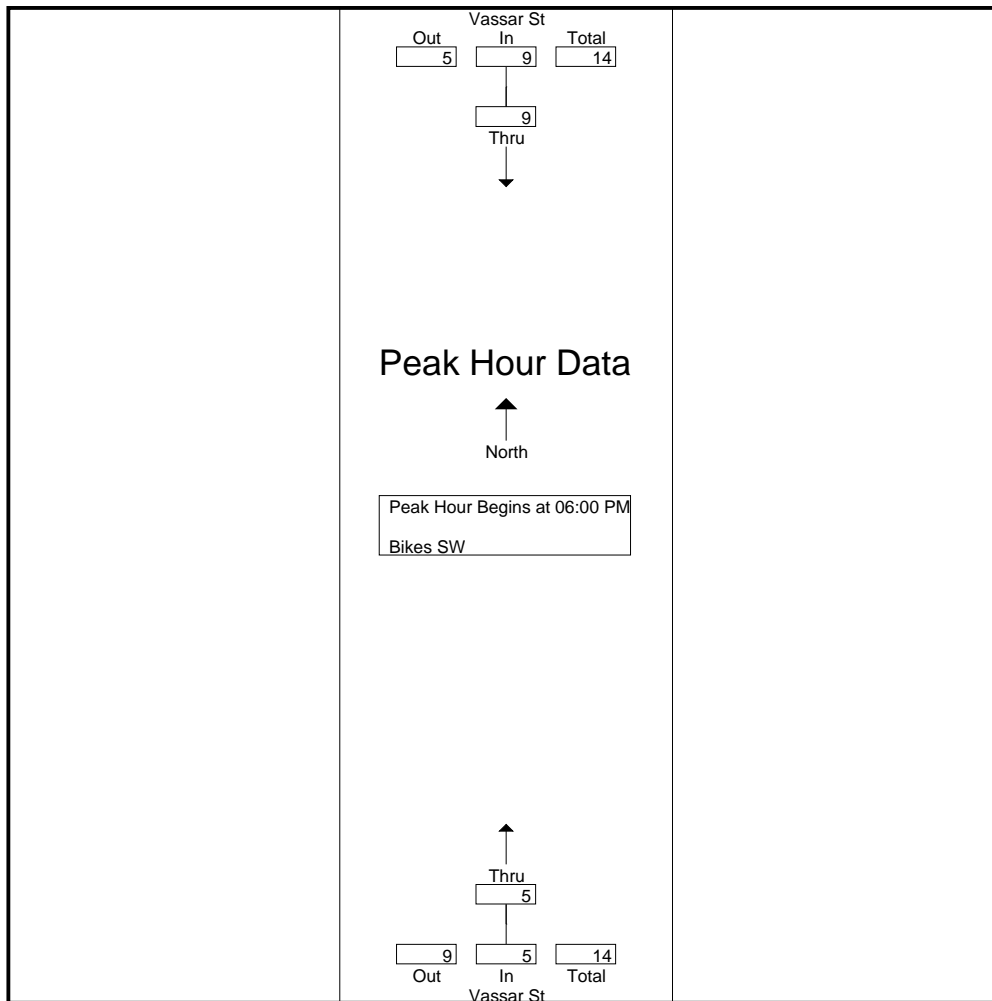 Vassar St
Out In Total
5 9 14
9
Thru
Peak Hour Data
North
Peak Hour Begins at 06:00 PM
Bikes SW
Thru
5
9 5 14
Out In Total
Vassar St